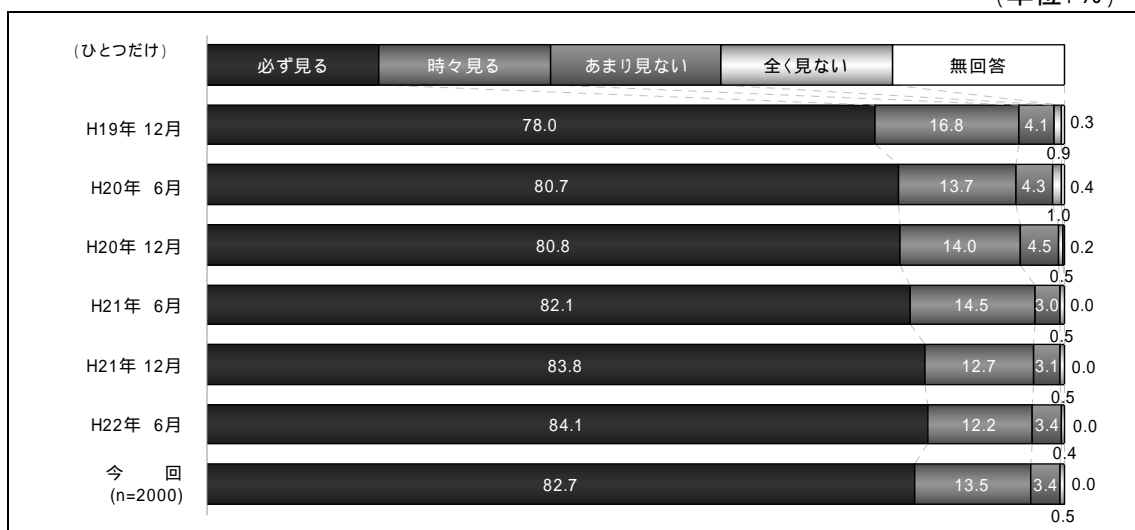 (単位:%)
(ひとつだけ)
必ず見る 時々見る あまり見ない 全く見ない 無回答
H19年 12月 78.0 16.8 4.1 0.3
0.9
H20年 6月 80.7 13.7 4.3 0.4
1.0
H20年 12月 80.8 14.0 4.5 0.2
0.5
H21年 6月 82.1 14.5 3.0 0.0
0.5
H21年 12月 83.8 12.7 3.1 0.0
0.5
H22年 6月 84.1 12.2 3.4 0.0
0.4
今 回 82.7 13.5 3.4 0.0
(n=2000)
0.5